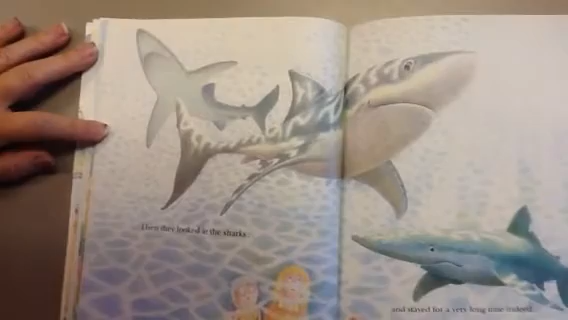 Then they looked at the sharks
and stayed for a very long time indeed.